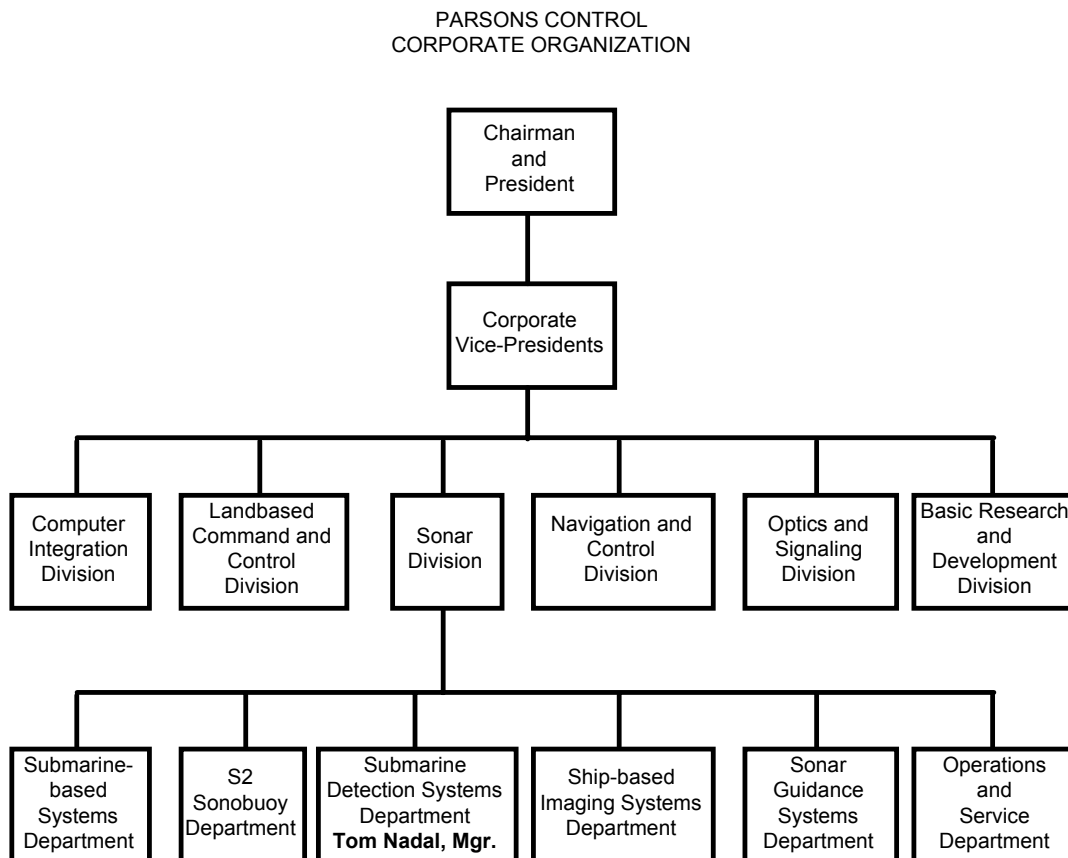 PARSONS CONTROL
CORPORATE ORGANIZATION
Chairman
and
President
Corporate
Vice-Presidents
Computer
Integration
Division
Landbased
Command and
Control
Division
Sonar
Division
Navigation and
Control
Division
Optics and
Signaling
Division
Basic Research
and
Development
Division
Submarine-
based
Systems
Department
S2
Sonobuoy
Department
Submarine
Detection Systems
Department
Tom Nadal, Mgr.
Ship-based
Imaging Systems
Department
Sonar
Guidance
Systems
Department
Operations
and
Service
Department